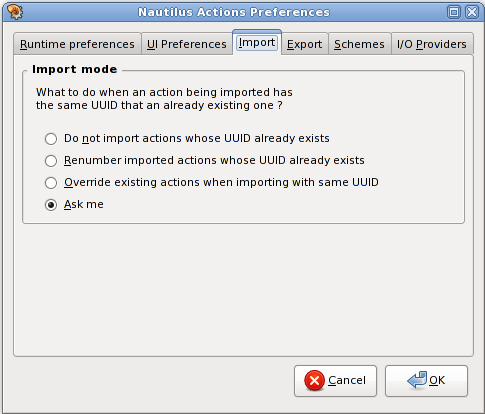 Nautilus Actions Preferences
Runtime preferences UI Preferences Import Export Schemes I/O Providers
Import mode
What to do when an action being imported has
the same UUID that an already existing one ?
Do not import actions whose UUID already exists
Renumber imported actions whose UUID already exists
Override existing actions when importing with same UUID
Ask me
Cancel OK